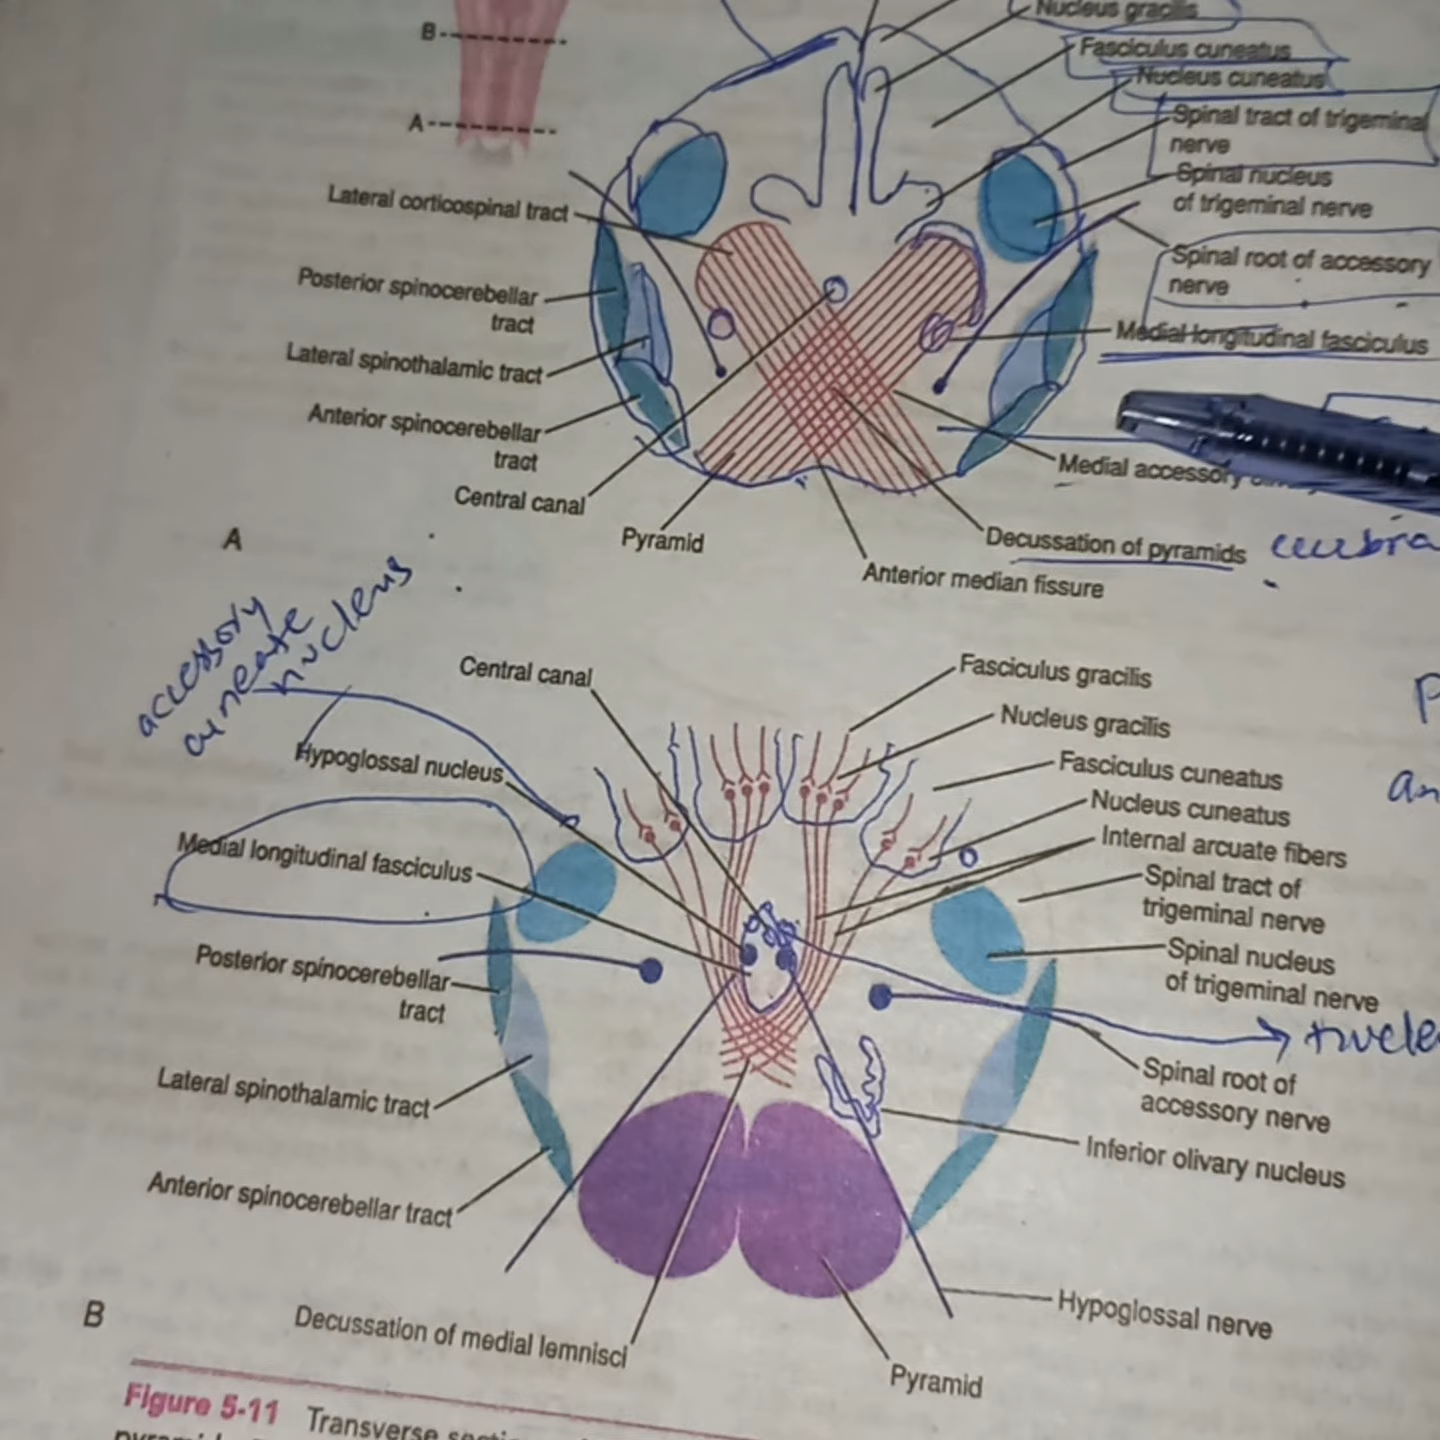 Nucleus gracilis
B
Fasciculus cuneatus
Nucleus cuneatus
A
Spinal tract of trigeminal
nerve
Spinal nucleus
of trigeminal nerve
Lateral corticospinal tract
Spinal root of accessory
nerve
Posterior spinocerebellar
tract
Medial longitudinal fasciculus
Lateral spinothalamic tract
Anterior spinocerebellar
tract
Medial accessory
Central canal
Pyramid
Decussation of pyramids
Anterior median fissure
A
accessory
cuneate
nucleus
Central canal
Fasciculus gracilis
Nucleus gracilis
Hypoglossal nucleus
Fasciculus cuneatus
Nucleus cuneatus
Internal arcuate fibers
Medial longitudinal fasciculus
Spinal tract of
trigeminal nerve
Posterior spinocerebellar
tract
Spinal nucleus
of trigeminal nerve
Spinal root of
accessory nerve
Lateral spinothalamic tract
Inferior olivary nucleus
Anterior spinocerebellar tract
Hypoglossal nerve
B
Decussation of medial lemnisci
Pyramid
Figure 5-11 Transverse